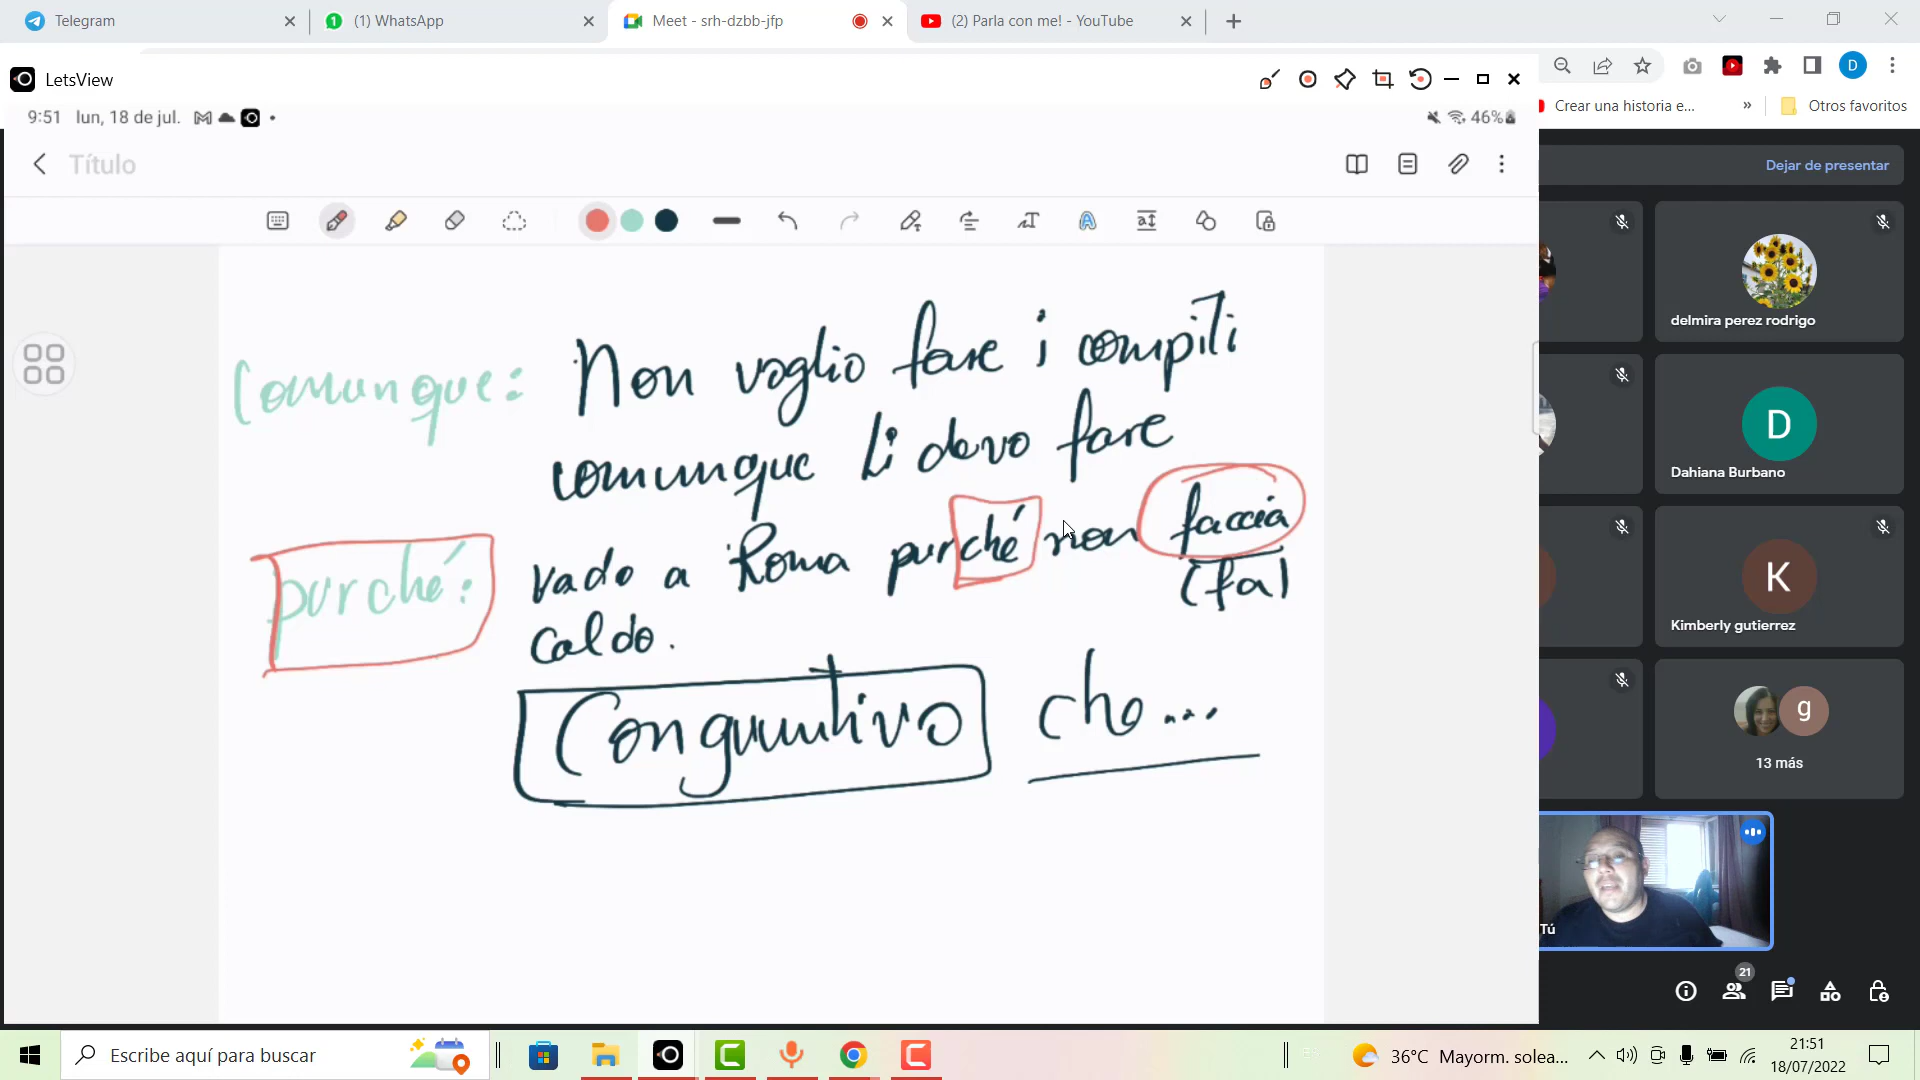 Telegram
(1) WhatsApp
Meet - srh-dzbb-jfp
(2) Parla con me! - YouTube
LetsView
D
Crear una historia e...
»
Otros favoritos
9:51 lun, 18 de jul.
46%
Título
Dejar de presentar
delmira perez rodrigo
D
Dahiana Burbano
K
Kimberly gutierrez
g
13 más
Tú
21
Comunque: Non voglio fare i compiti
comunque li devo fare
purché: vado a Roma purché non faccia
(fa)
caldo.
che...
Escribe aquí para buscar
36°C Mayorm. solea...
21:51
18/07/2022